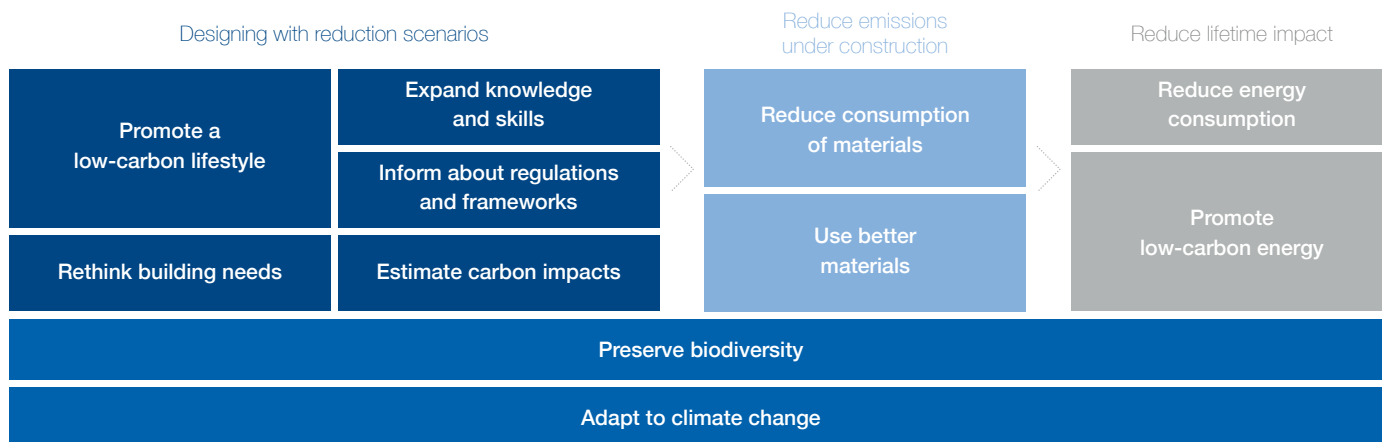 Designing with reduction scenarios
Reduce emissions
under construction
Reduce lifetime impact
Promote a
low-carbon lifestyle
Expand knowledge
and skills
Inform about regulations
and frameworks
Rethink building needs
Estimate carbon impacts
Reduce consumption
of materials
Use better
materials
Reduce energy
consumption
Promote
low-carbon energy
Preserve biodiversity
Adapt to climate change